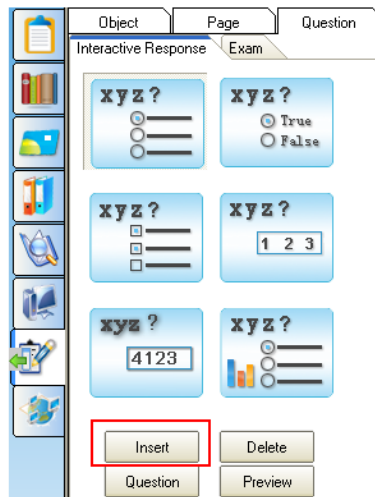 Object Page Question
Interactive Response Exam
xyz? xyz?
True
False
xyz? xyz?
1 2 3
xyz? xyz?
4123
Insert Delete
Question Preview